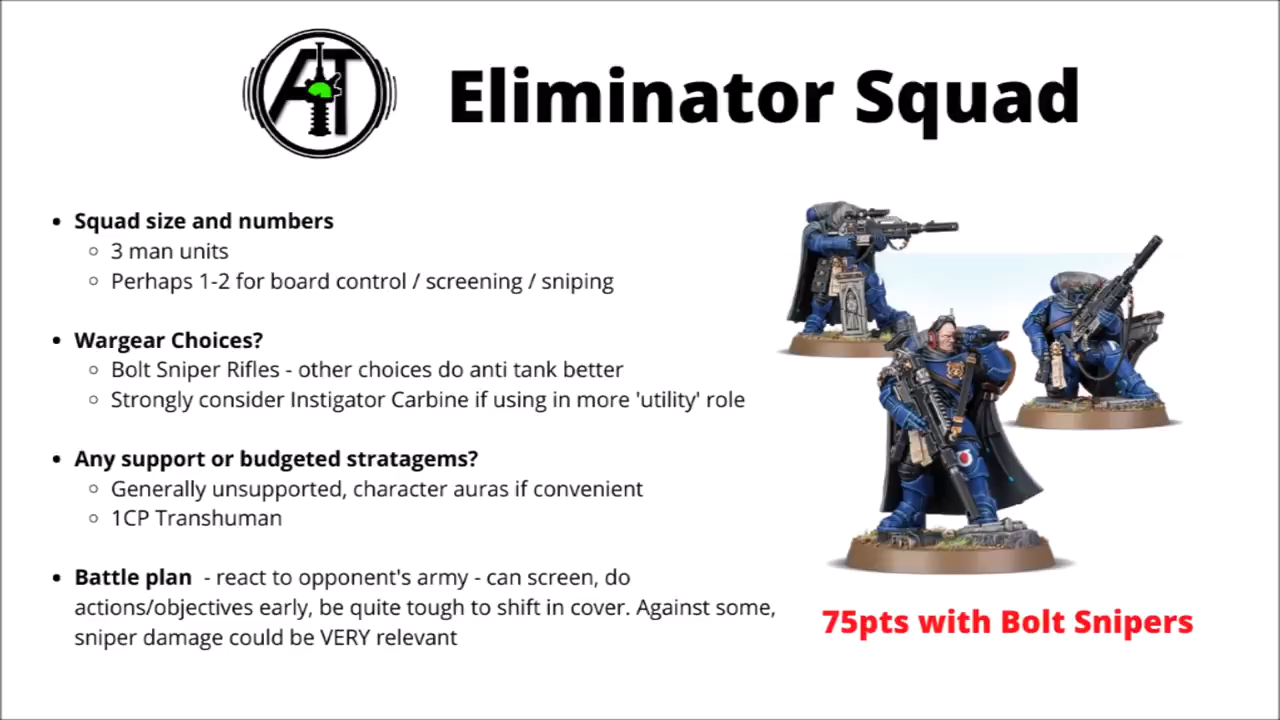 AT
Eliminator Squad
• Squad size and numbers
◦ 3 man units
◦ Perhaps 1-2 for board control / screening / sniping
• Wargear Choices?
◦ Bolt Sniper Rifles - other choices do anti tank better
◦ Strongly consider Instigator Carbine if using in more 'utility' role
• Any support or budgeted stratagems?
◦ Generally unsupported, character auras if convenient
◦ 1CP Transhuman
• Battle plan - react to opponent's army - can screen, do
actions/objectives early, be quite tough to shift in cover. Against some,
sniper damage could be VERY relevant
75pts with Bolt Snipers